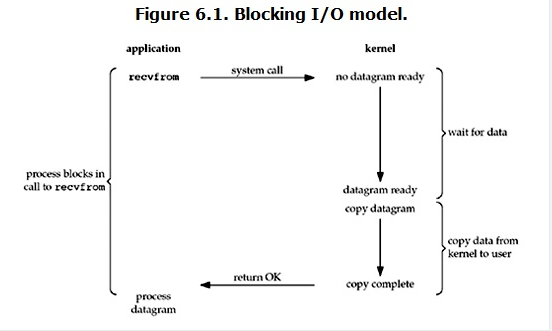 Figure 6.1. Blocking I/O model.
application
kernel
recvfrom
system call
no datagram ready
wait for data
process blocks in
call to recvfrom
datagram ready
copy datagram
copy data from
kernel to user
return OK
copy complete
process
datagram